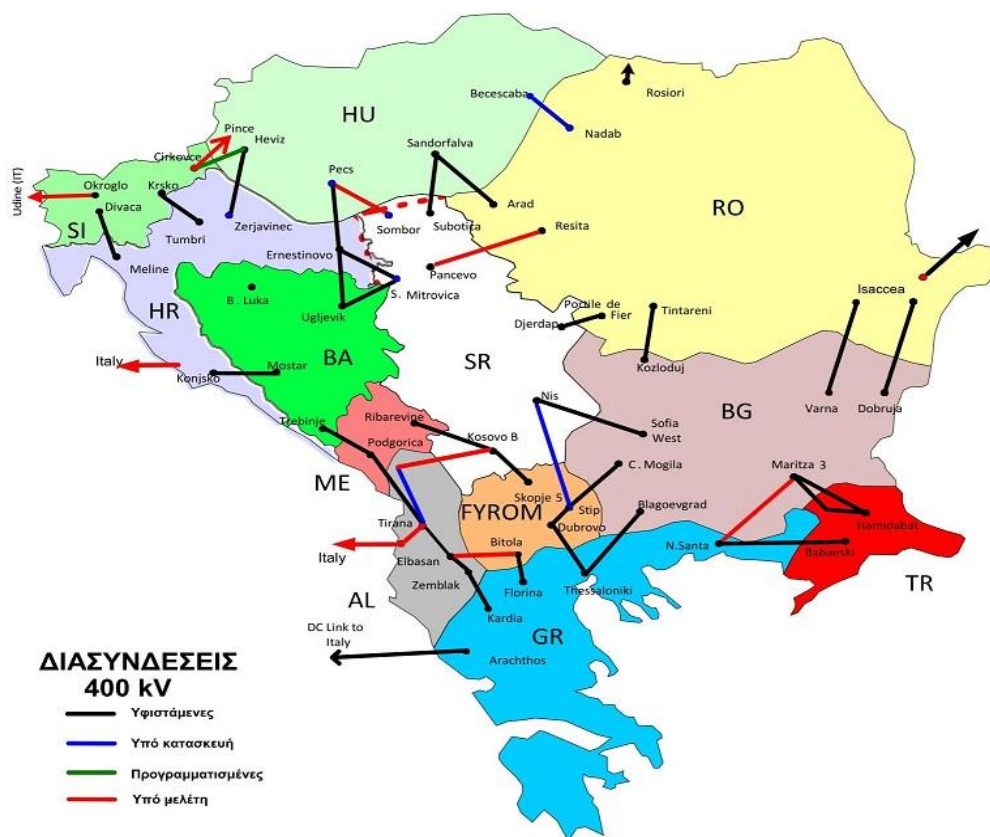 Becescaba
Rosiori
HU
Nadab
Pince
Heviz
Sandorfalva
Cirkovce
Pecs
Udine (IT)
Okroglo
Krsko
Divaca
Arad
RO
SI
Zerjavinec
Sombor
Subotica
Resita
Tumbri
Ernestinovo
Meline
Pancevo
S. Mitrovica
Isaccea
B. Luka
HR
Ugljevik
Portile de
Fier
Tintareni
Djerdap
BA
SR
Italy
Konjsko
Mostar
Kozloduj
Nis
BG
Varna
Dobruja
Trebinje
Ribarevine
Sofia
West
Podgorica
Kosovo B
C. Mogila
Maritza 3
ME
Skopje 5
Blagoevgrad
FYROM
Stip
Hamidabat
Tirana
Dubrovo
Italy
Bitola
N.Santa
Babaeski
Elbasan
Zemblak
TR
AL
Florina
Thessaloniki
Kardia
DC Link to
Italy
GR
Arachthos
ΔΙΑΣΥΝΔΕΣΕΙΣ
400 kV
Υφιστάμενες
Υπό κατασκευή
Προγραμματισμένες
Υπό μελέτη